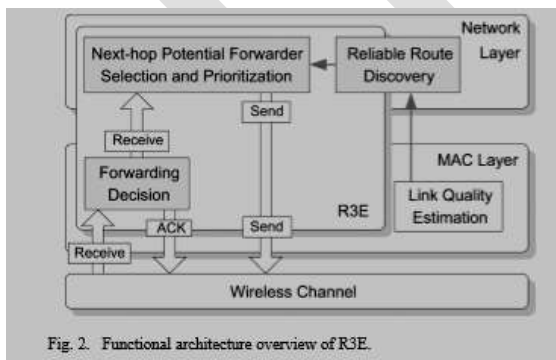 Network
Layer
Next-hop Potential Forwarder
Selection and Prioritization
Reliable Route
Discovery
Send
Receive
MAC Layer
Forwarding
Decision
Link Quality
Estimation
R3E
ACK
Send
Receive
Wireless Channel
Fig. 2. Functional architecture overview of R3E.